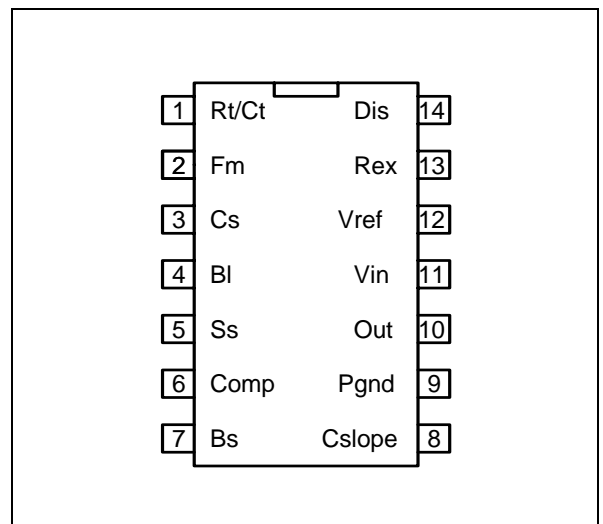 1 Rt/Ct Dis 14
2 Fm Rex 13
3 Cs Vref 12
4 Bl Vin 11
5 Ss Out 10
6 Comp Pgnd 9
7 Bs Cslope 8